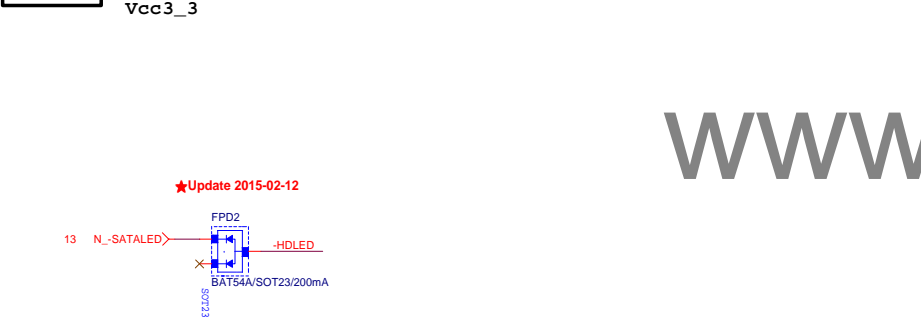 Vcc3_3
www
★Update 2015-02-12
FPD2
13 N_-SATALED
-HDLED
BAT54A/SOT23/200mA
SOT23